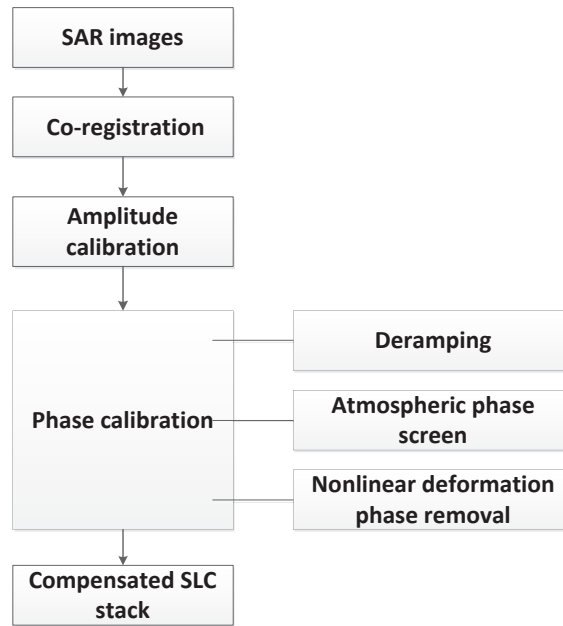 SAR images
Co-registration
Amplitude
calibration
Phase calibration
Deramping
Atmospheric phase
screen
Nonlinear deformation
phase removal
Compensated SLC
stack